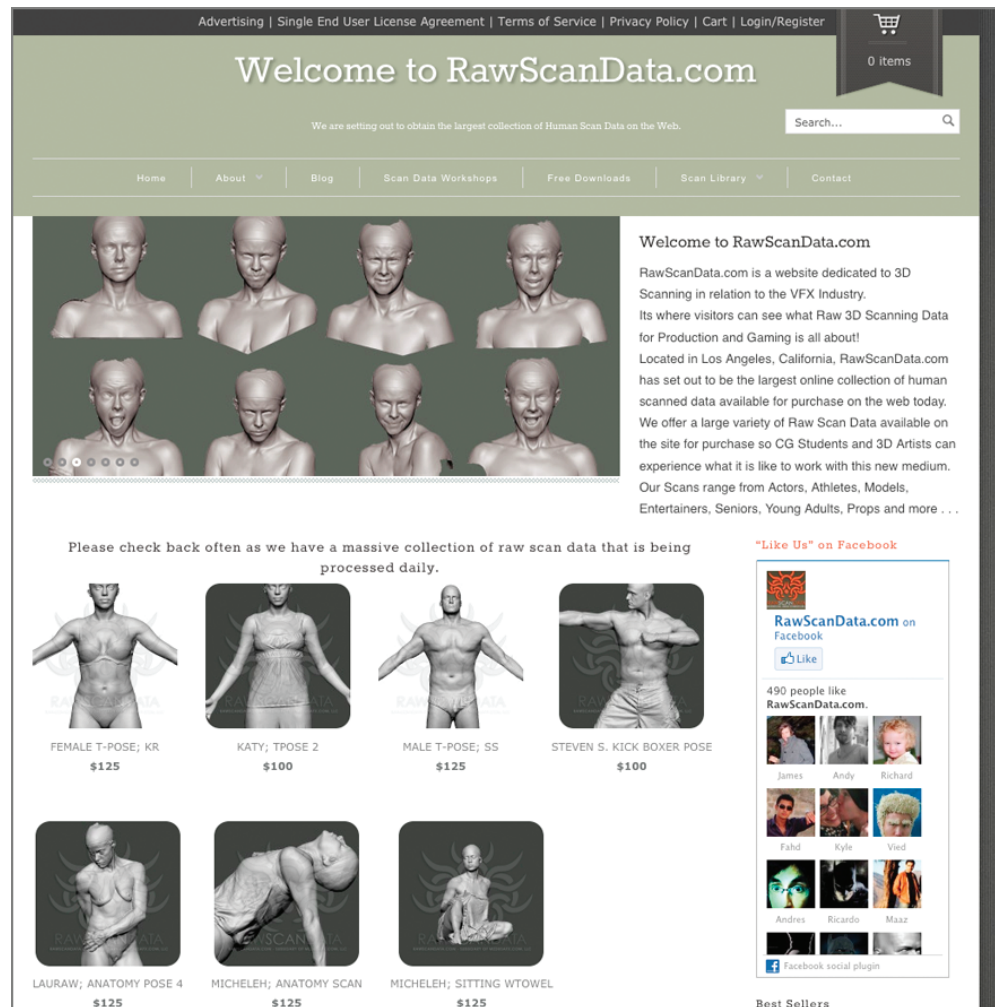 Advertising | Single End User License Agreement | Terms of Service | Privacy Policy | Cart | Login/Register
0 items
Welcome to RawScanData.com
We are setting out to obtain the largest collection of Human Scan Data on the Web.
Search...
Home About Blog Scan Data Workshops Free Downloads Scan Library Contact
Welcome to RawScanData.com
RawScanData.com is a website dedicated to 3D
Scanning in relation to the VFX Industry.
Its where visitors can see what Raw 3D Scanning Data
for Production and Gaming is all about!
Located in Los Angeles, California, RawScanData.com
has set out to be the largest online collection of human
scanned data available for purchase on the web today.
We offer a large variety of Raw Scan Data available on
the site for purchase so CG Students and 3D Artists can
experience what it is like to work with this new medium.
Our Scans range from Actors, Athletes, Models,
Entertainers, Seniors, Young Adults, Props and more . . .
Please check back often as we have a massive collection of raw scan data that is being
processed daily.
FEMALE T-POSE; KR KATY; TPOSE 2 MALE T-POSE; SS STEVEN S. KICK BOXER POSE
$125 $100 $125 $100
LAURAW; ANATOMY POSE 4 MICHELEH; ANATOMY SCAN MICHELEH; SITTING WTOWEL
$125 $125 $125
"Like Us" on Facebook
RawScanData.com on
Facebook
Like
490 people like
RawScanData.com.
James Andy Richard
Fahd Kyle Vied
Andres Ricardo Maaz
Facebook social plugin
Best Sellers